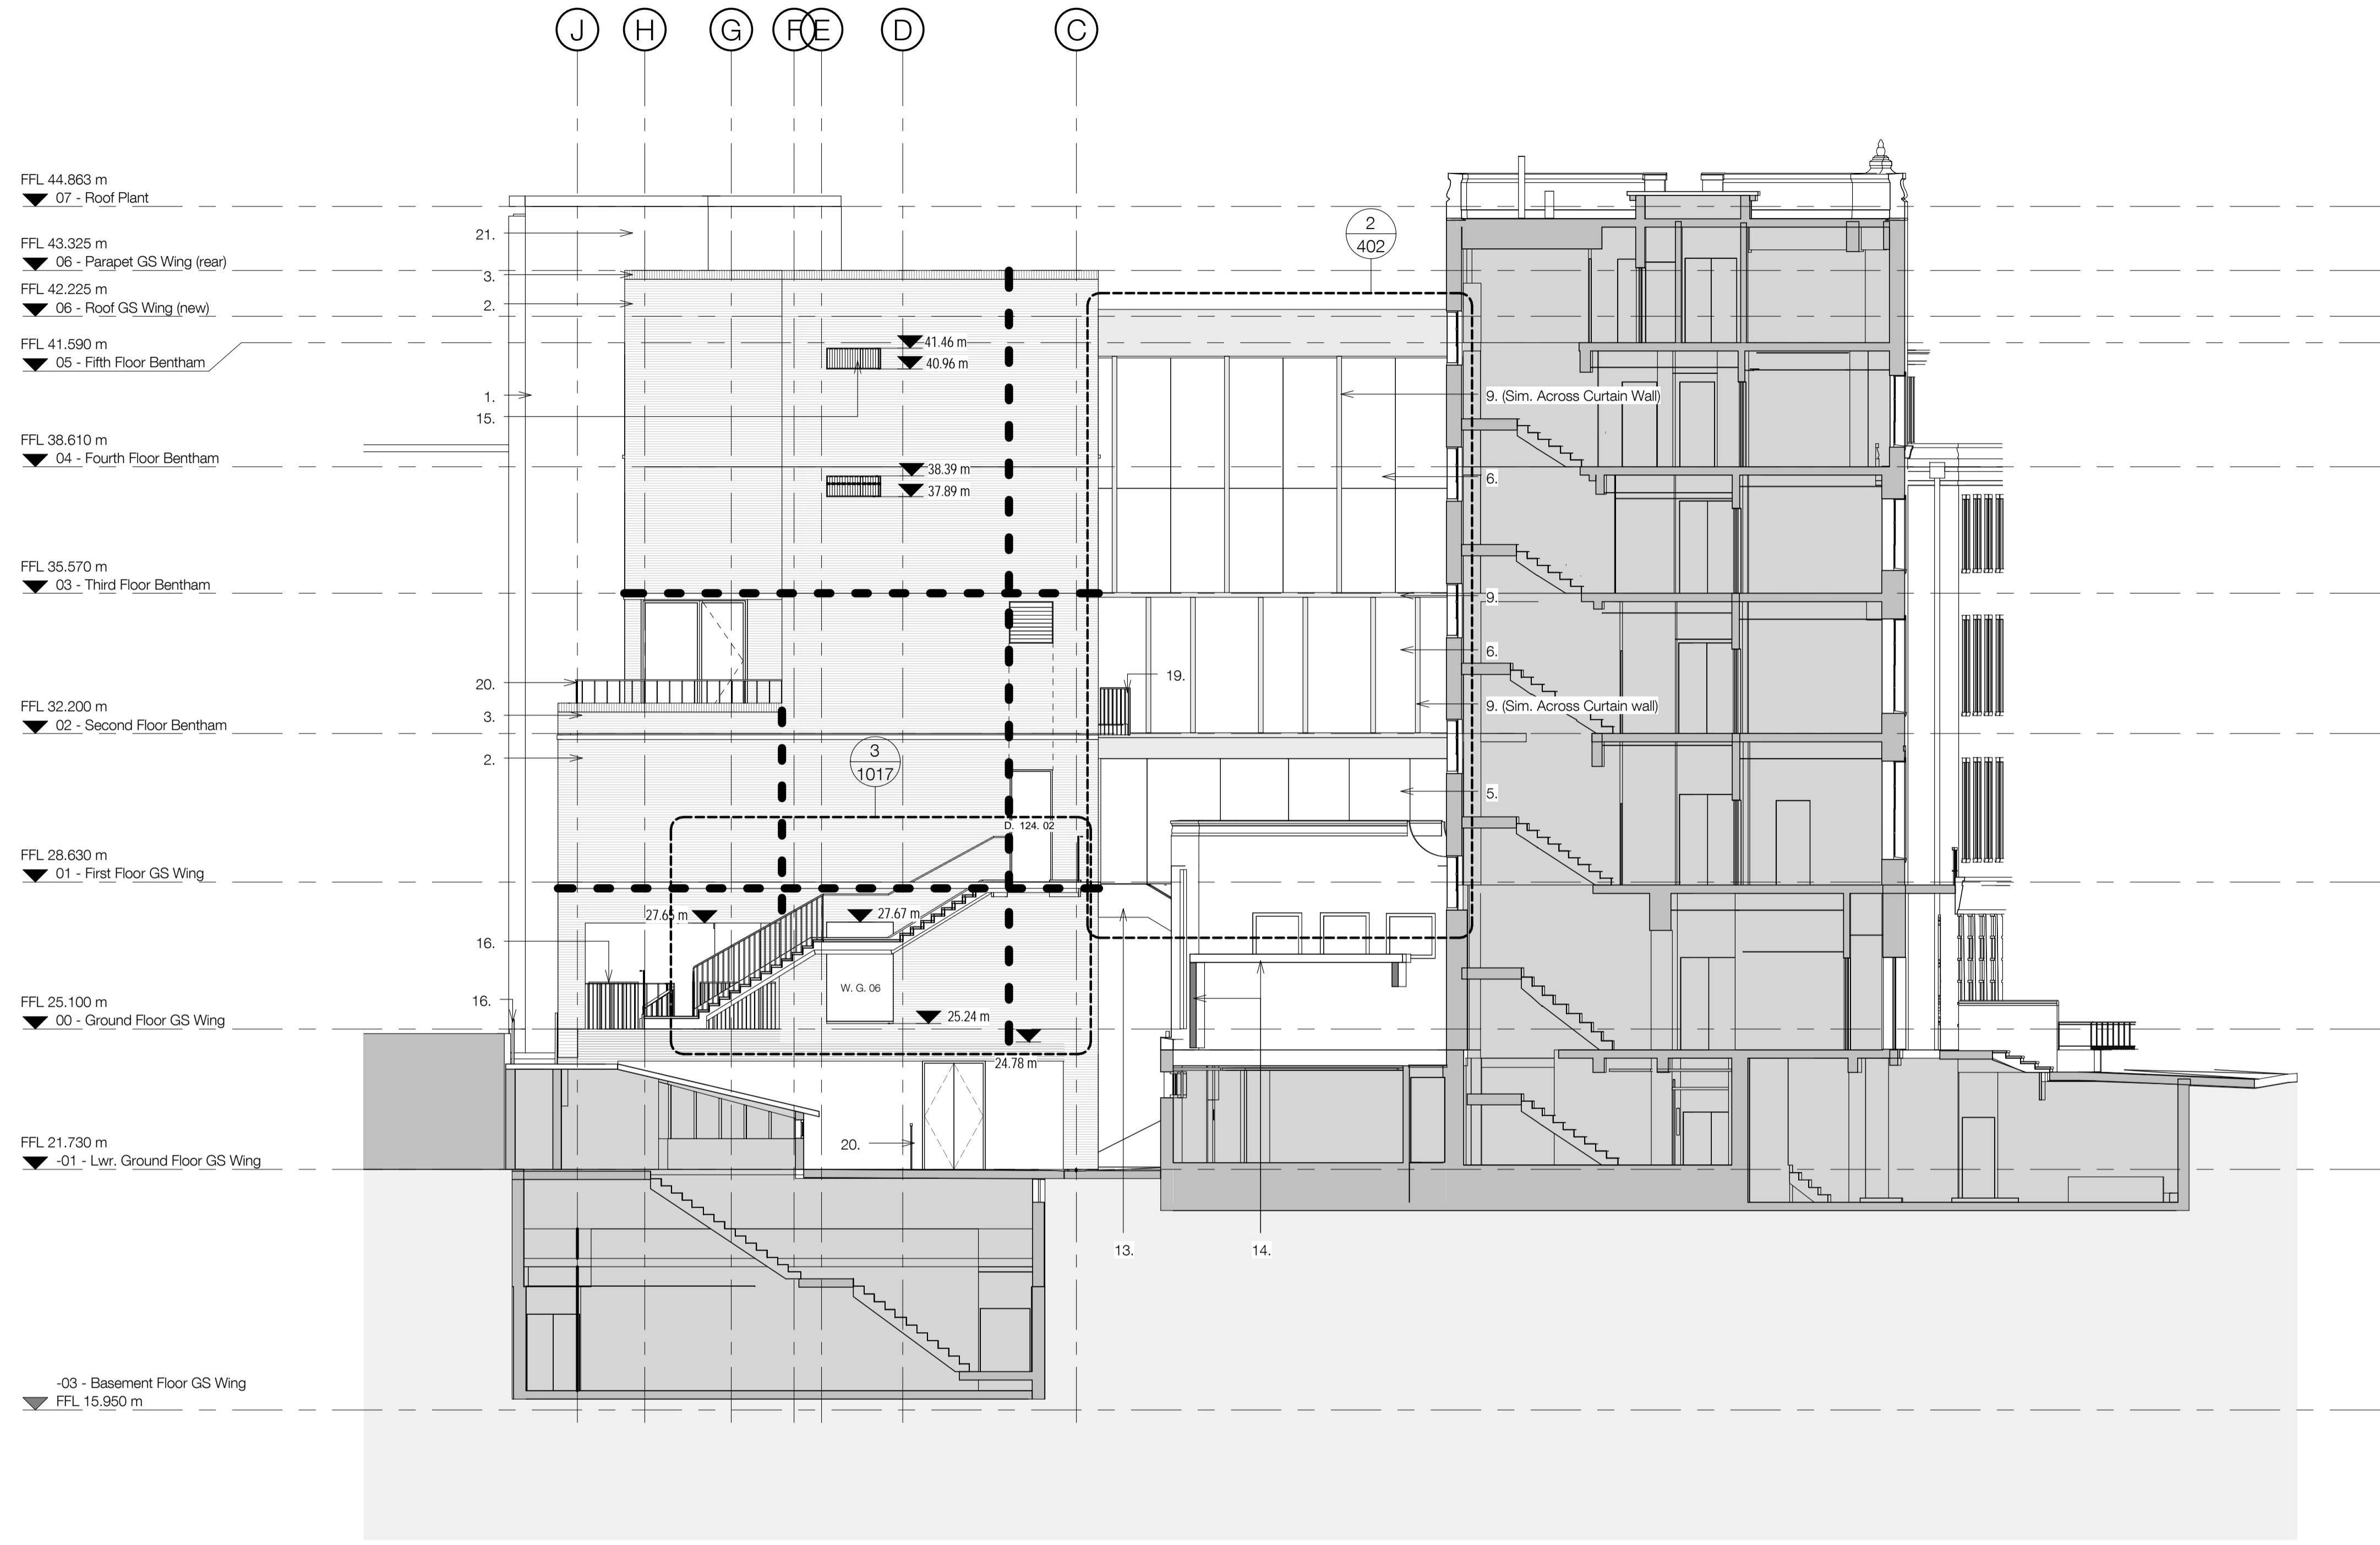 J
H
G
F
E
D
C
FFL 44.863 m
07 - Roof Plant
FFL 43.325 m
06 - Parapet GS Wing (rear)
FFL 42.225 m
06 - Roof GS Wing (new)
FFL 41.590 m
05 - Fifth Floor Bentham
FFL 38.610 m
04 - Fourth Floor Bentham
FFL 35.570 m
03 - Third Floor Bentham
FFL 32.200 m
02 - Second Floor Bentham
FFL 28.630 m
01 - First Floor GS Wing
FFL 25.100 m
00 - Ground Floor GS Wing
FFL 21.730 m
-01 - Lwr. Ground Floor GS Wing
-03 - Basement Floor GS Wing
FFL 15.950 m
21.
3.
2.
1.
15.
20.
3.
2.
16.
16.
41.46 m
40.96 m
38.39 m
37.89 m
2
402
9. (Sim. Across Curtain Wall)
6.
9.
6.
19.
9. (Sim. Across Curtain wall)
5.
3
1017
D. 124. 02
27.65 m
27.67 m
W. G. 06
25.24 m
24.78 m
20.
13.
14.